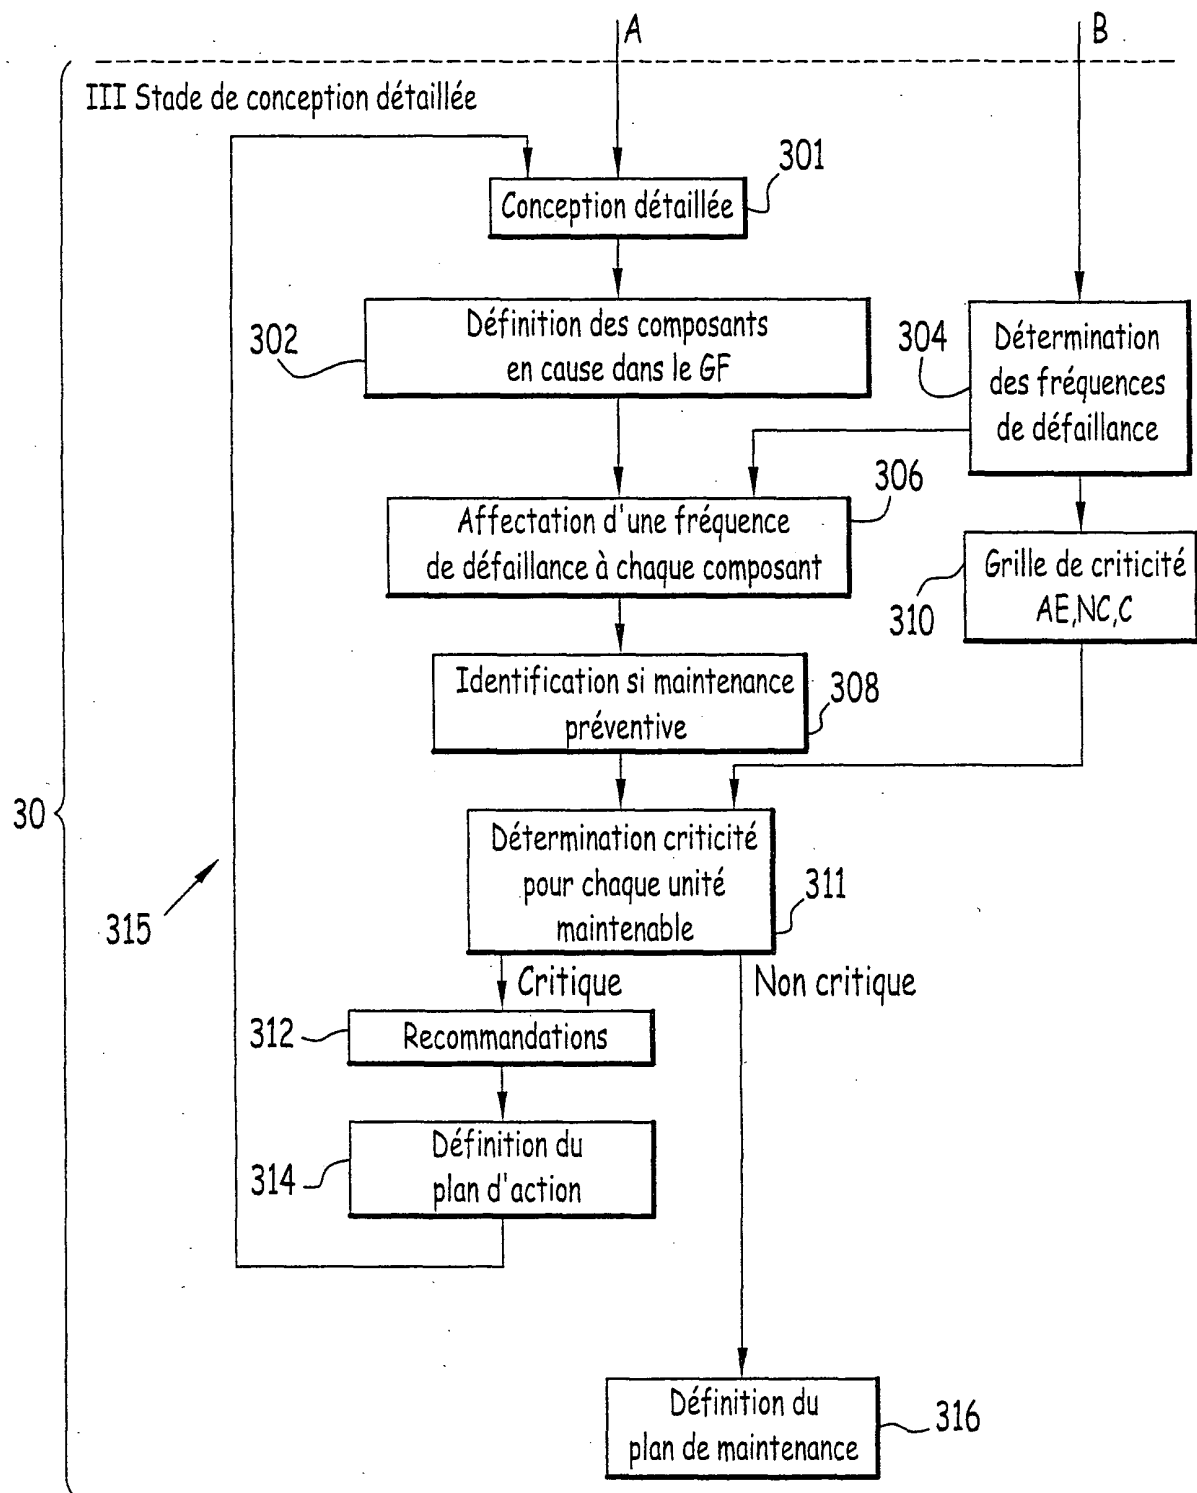 A
B
III Stade de conception détaillée
301
Conception détaillée
302
Définition des composants
en cause dans le GF
304
Détermination
des fréquences
de défaillance
306
Affectation d'une fréquence
de défaillance à chaque composant
310
Grille de criticité
AE,NC,C
Identification si maintenance
préventive
308
30
Détermination criticité
pour chaque unité
maintenable
311
315
Critique
Non critique
312
Recommandations
314
Définition du
plan d'action
Définition du
plan de maintenance
316